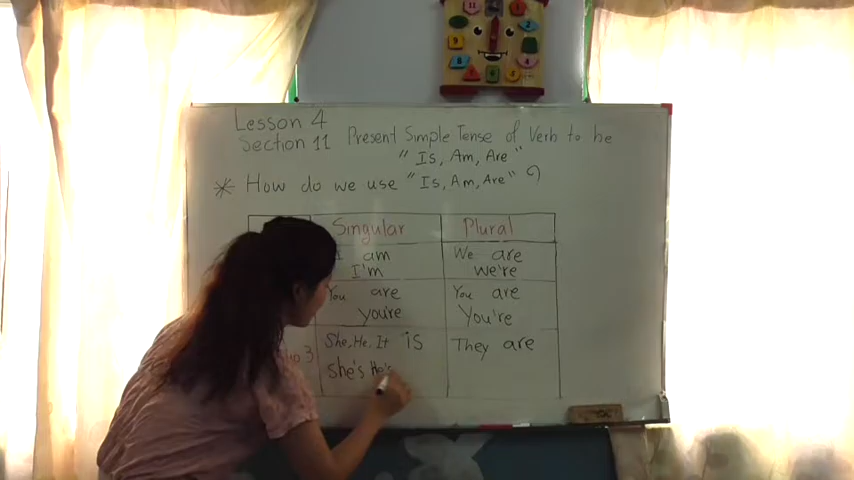 Lesson 4
Section 11 Present Simple Tense of Verb to be
"Is, Am, Are"
* How do we use "Is, Am, Are" ?
Singular Plural
I am We are
I'm we're
You are You are
you're You're
She, He, It is They are
3
she's He's